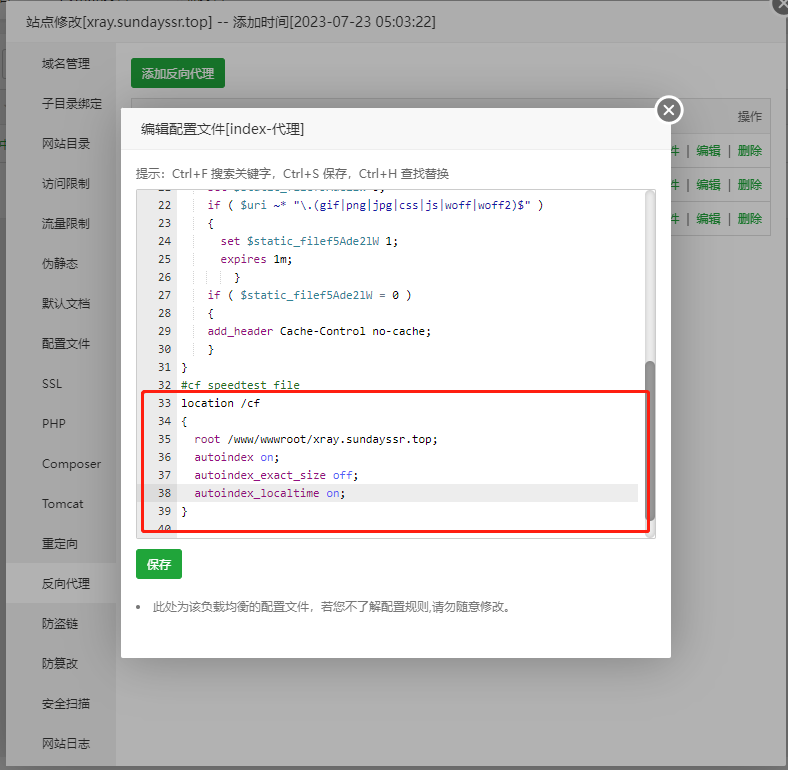 站点修改[xray.sundayssr.top] -- 添加时间[2023-07-23 05:03:22]
域名管理
子目录绑定
网站目录
访问限制
流量限制
伪静态
默认文档
配置文件
SSL
PHP
Composer
Tomcat
重定向
反向代理
防盗链
防篡改
安全扫描
网站日志
添加反向代理
操作
件 | 编辑 | 删除
件 | 编辑 | 删除
件 | 编辑 | 删除
编辑配置文件[index-代理]
提示：Ctrl+F 搜索关键字，Ctrl+S 保存，Ctrl+H 查找替换
22 if ( $uri ~* "\.(gif|png|jpg|css|js|woff|woff2)$" )
23 {
24 set $static_filef5Ade2lW 1;
25 expires 1m;
26 }
27 if ( $static_filef5Ade2lW = 0 )
28 {
29 add_header Cache-Control no-cache;
30 }
31 }
32 #cf speedtest file
33 location /cf
34 {
35 root /www/wwwroot/xray.sundayssr.top;
36 autoindex on;
37 autoindex_exact_size off;
38 autoindex_localtime on;
39 }
40
保存
此处为该负载均衡的配置文件，若您不了解配置规则,请勿随意修改。